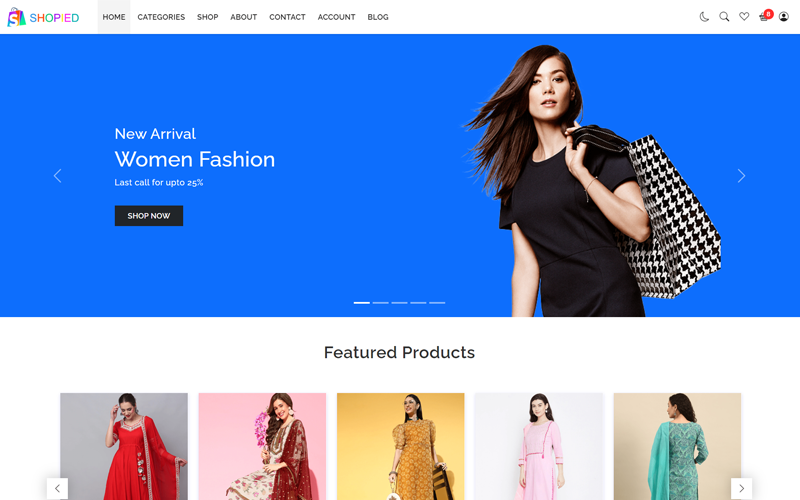 SHOPIED
HOME CATEGORIES SHOP ABOUT CONTACT ACCOUNT BLOG
8
New Arrival
Women Fashion
Last call for upto 25%
SHOP NOW
Featured Products